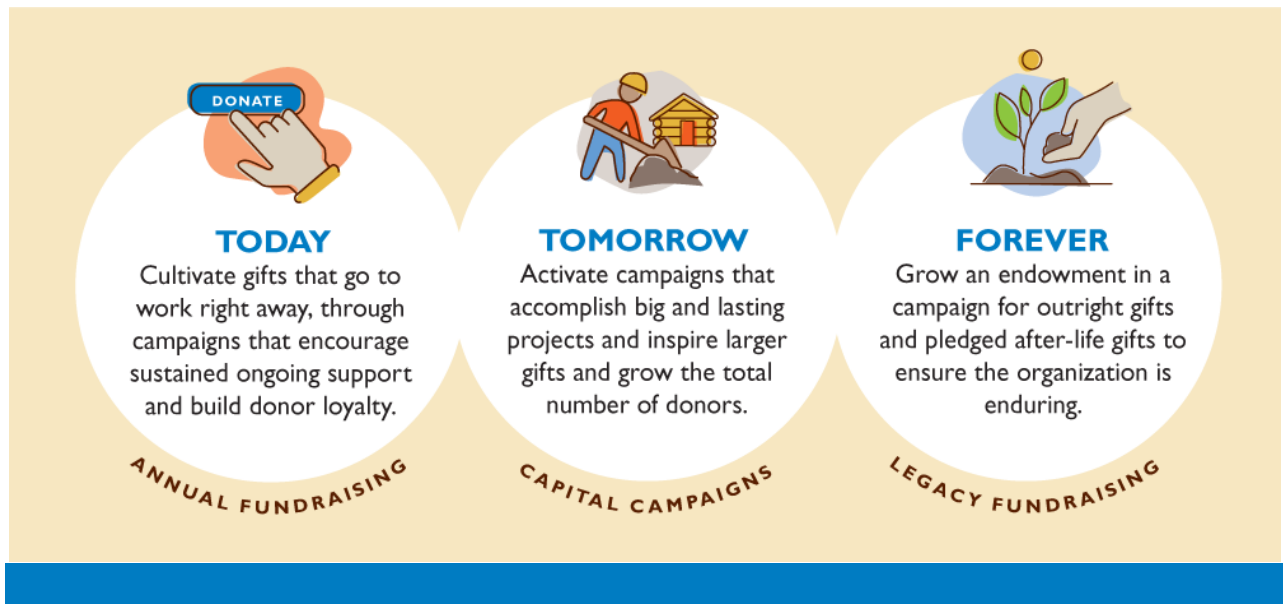 DONATE
TODAY
Cultivate gifts that go to
work right away, through
campaigns that encourage
sustained ongoing support
and build donor loyalty.
ANNUAL FUNDRAISING
TOMORROW
Activate campaigns that
accomplish big and lasting
projects and inspire larger
gifts and grow the total
number of donors.
CAPITAL CAMPAIGNS
FOREVER
Grow an endowment in a
campaign for outright gifts
and pledged after-life gifts to
ensure the organization is
enduring.
LEGACY FUNDRAISING